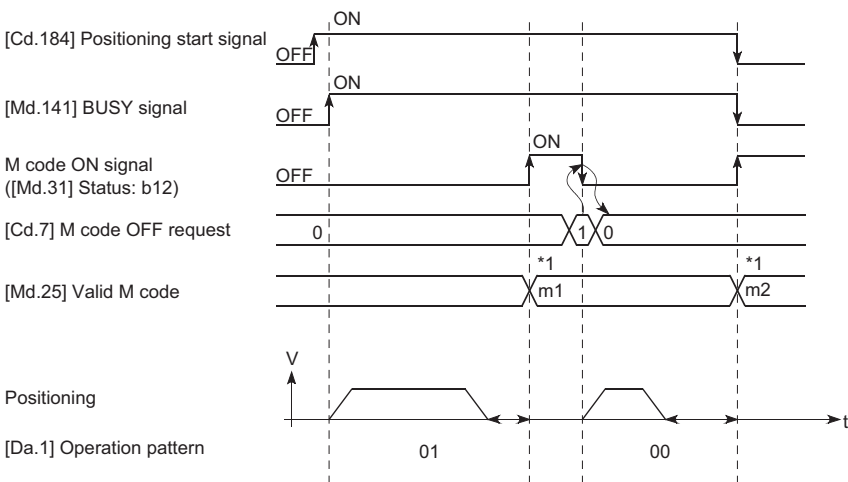 ON
[Cd.184] Positioning start signal
OFF
ON
[Md.141] BUSY signal
OFF
ON
M code ON signal
([Md.31] Status: b12)
OFF
[Cd.7] M code OFF request
0
1
0
*1
*1
[Md.25] Valid M code
m1
m2
V
Positioning
t
[Da.1] Operation pattern
01
00